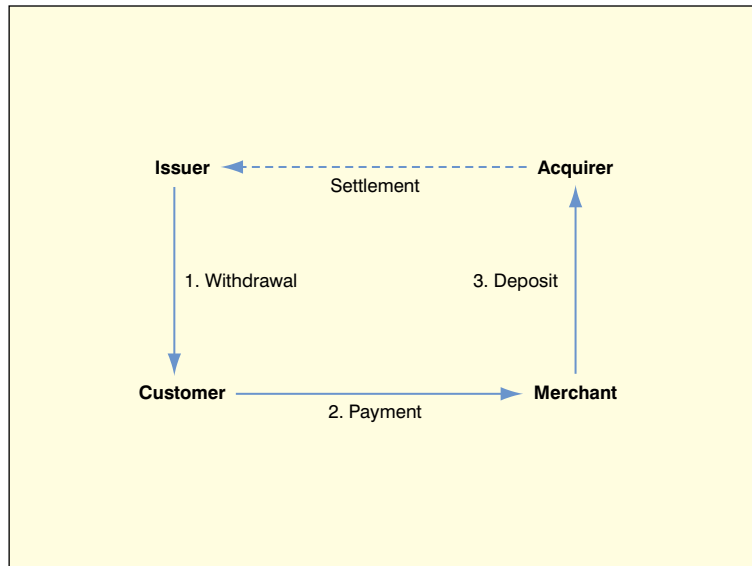 Issuer
Acquirer
Settlement
1. Withdrawal
3. Deposit
Customer
Merchant
2. Payment